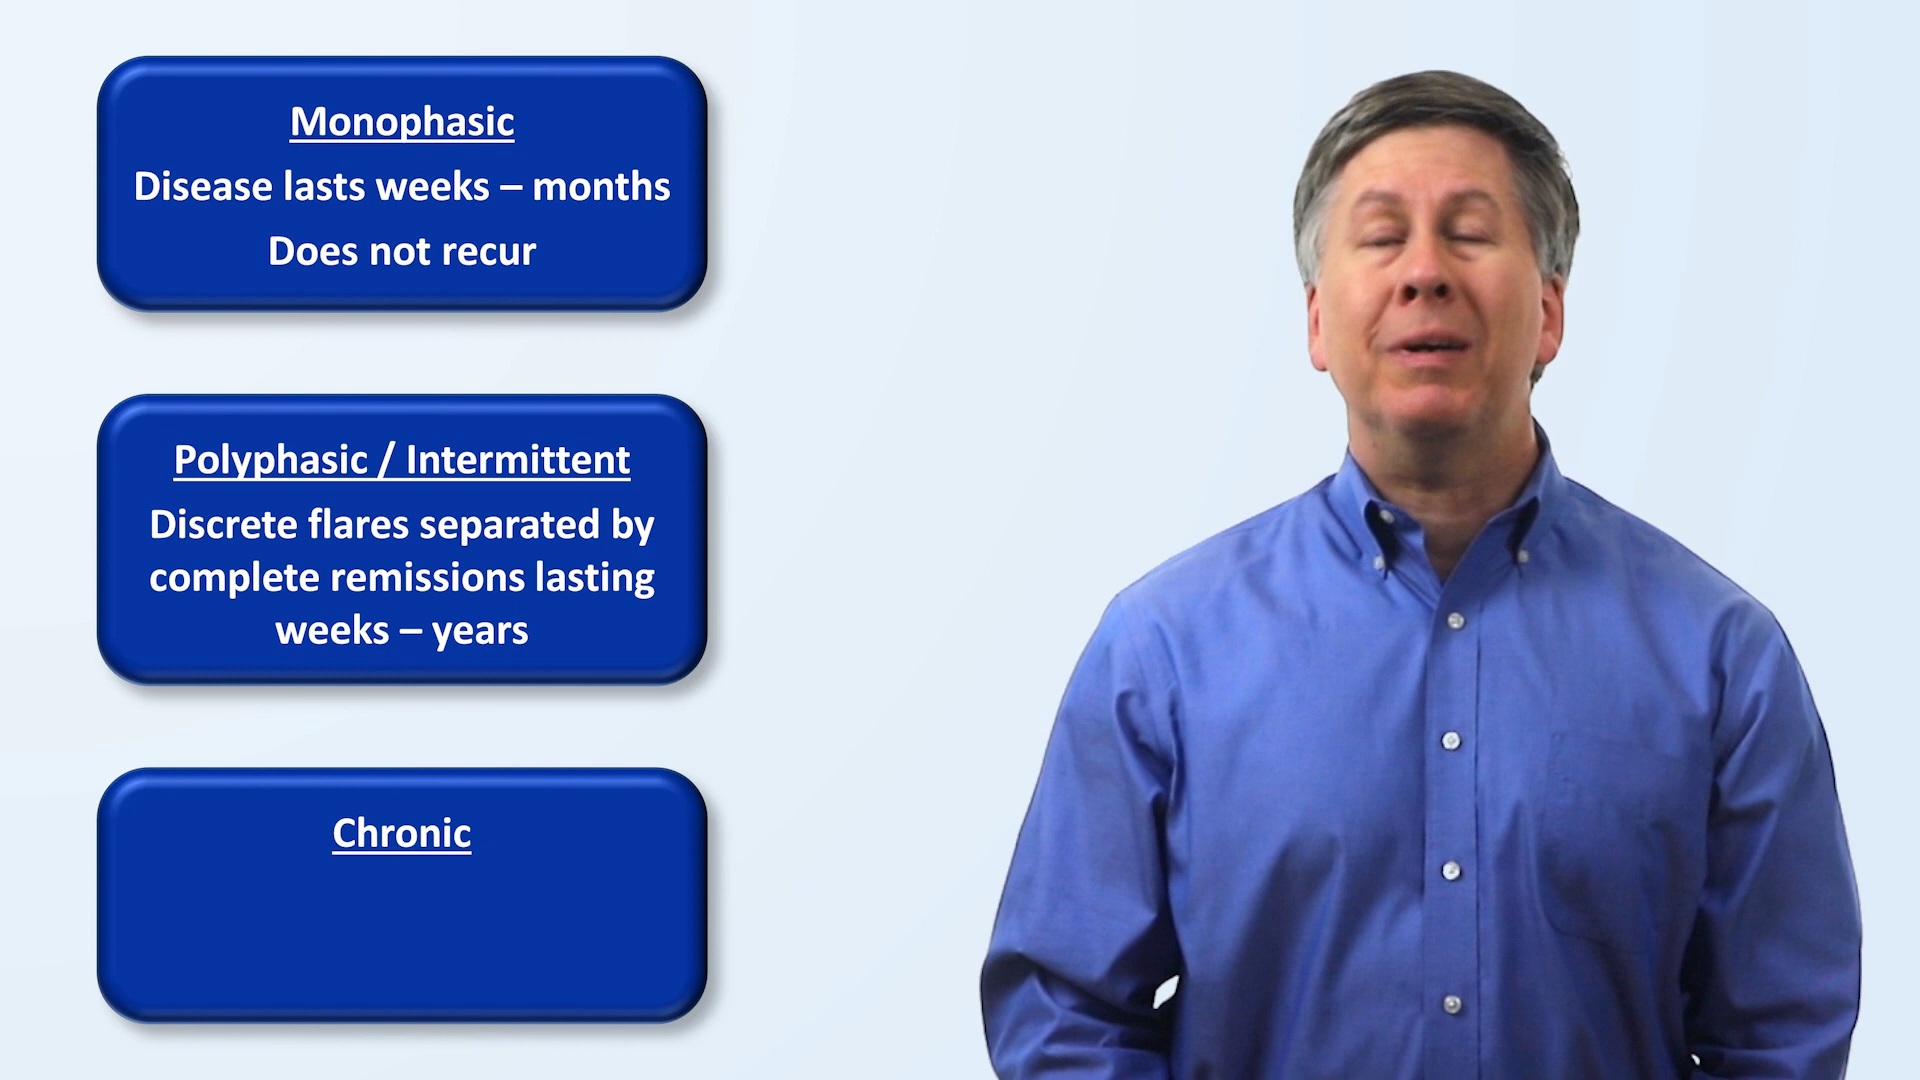 Monophasic
Disease lasts weeks – months
Does not recur
Polyphasic / Intermittent
Discrete flares separated by
complete remissions lasting
weeks – years
Chronic